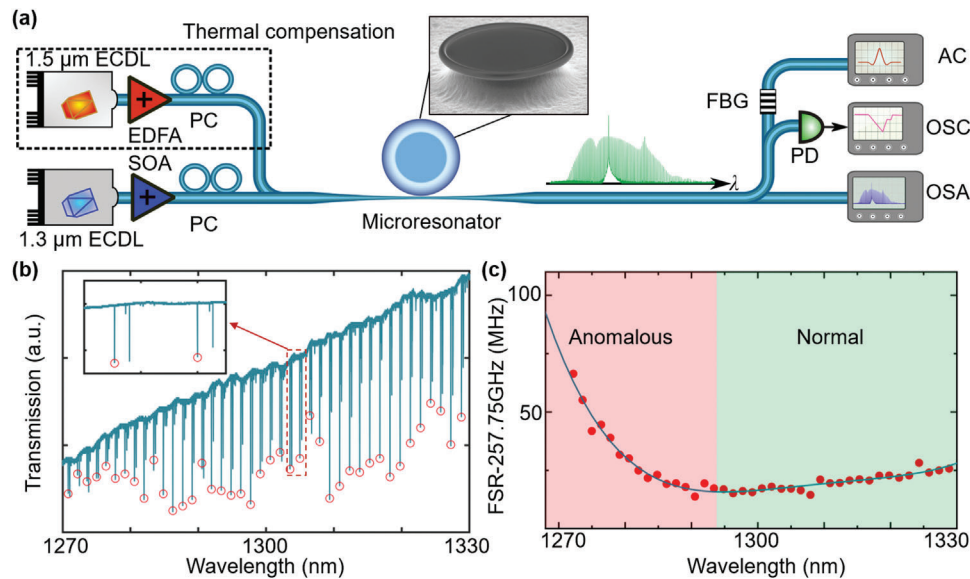 (a)
Thermal compensation
1.5 μm ECDL
EDFA
PC
SOA
PC
1.3 μm ECDL
Microresonator
λ
FBG
PD
AC
OSC
OSA
(b)
Transmission (a.u.)
1270
1300
1330
Wavelength (nm)
(c)
FSR-257.75GHz (MHz)
100
50
Anomalous
Normal
1270
1300
1330
Wavelength (nm)